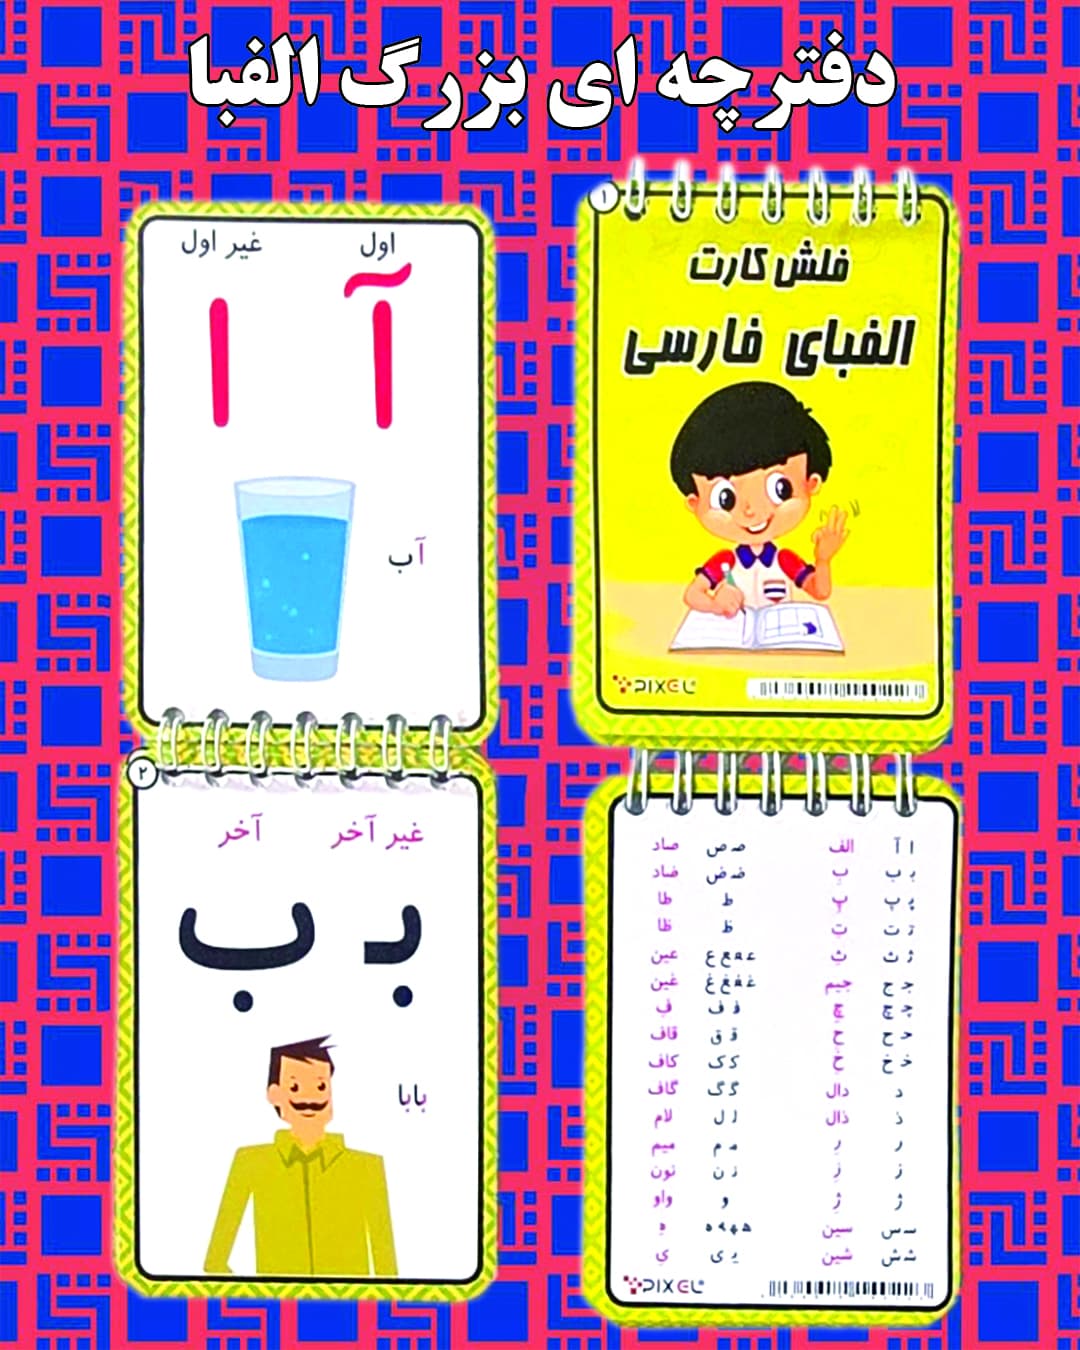 دفترچه ای بزرگ الفبا
۱
فلش کارت
الفبای فارسی
PIXEL
اول غیر اول
آ ا
آب
۲
غیر آخر آخر
بـ ب
بابا
ا آ الف
بـ ب بِ
پـ پ پِ
تـ ت تِ
ثـ ث ثِ
جـ ج جیم
چـ چ چِ
حـ ح حِ
خـ خ خِ
د دال
ذ ذال
ر رِ
ز زِ
ژ ژِ
سـ س سین
شـ ش شین
صـ ص صاد
ضـ ض ضاد
ط طا
ظ ظا
عـ ـعـ ـع ع عین
غـ ـغـ ـغ غ غین
فـ ف فِ
قـ ق قاف
کـ ک کاف
گـ گ گاف
لـ ل لام
مـ م میم
نـ ن نون
و واو
هـ ـهـ ـه ه هِ
یـ ی یِ
PIXEL